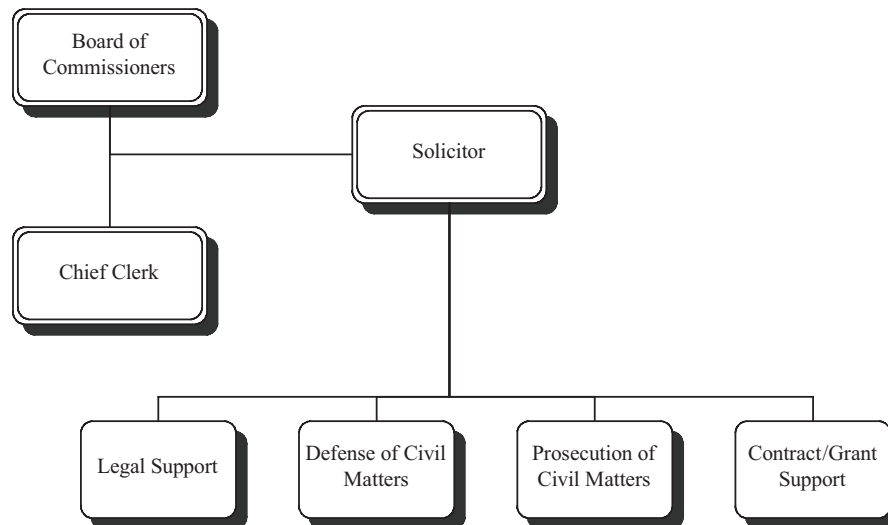 Board of
Commissioners
Solicitor
Chief Clerk
Legal Support
Defense of Civil
Matters
Prosecution of
Civil Matters
Contract/Grant
Support